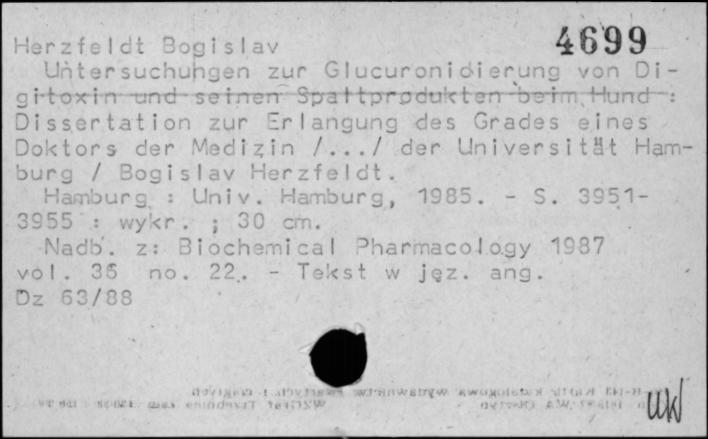 4699
Herzfeldt Bogislav
Untersuchungen zur Glucuronidierung von Di-
gitoxin und seinen Spaltprodukten beim Hund :
Dissertation zur Erlangung des Grades eines
Doktors der Medizin /.../ der Universität Ham-
burg / Bogislav Herzfeldt.
Hamburg : Univ. Hamburg, 1985. - S. 3951-
3955 : wykr. ; 30 cm.
Nadb. z: Biochemical Pharmacology 1987
vol. 36 no. 22. - Tekst w jęz. ang.
Dz 63/88